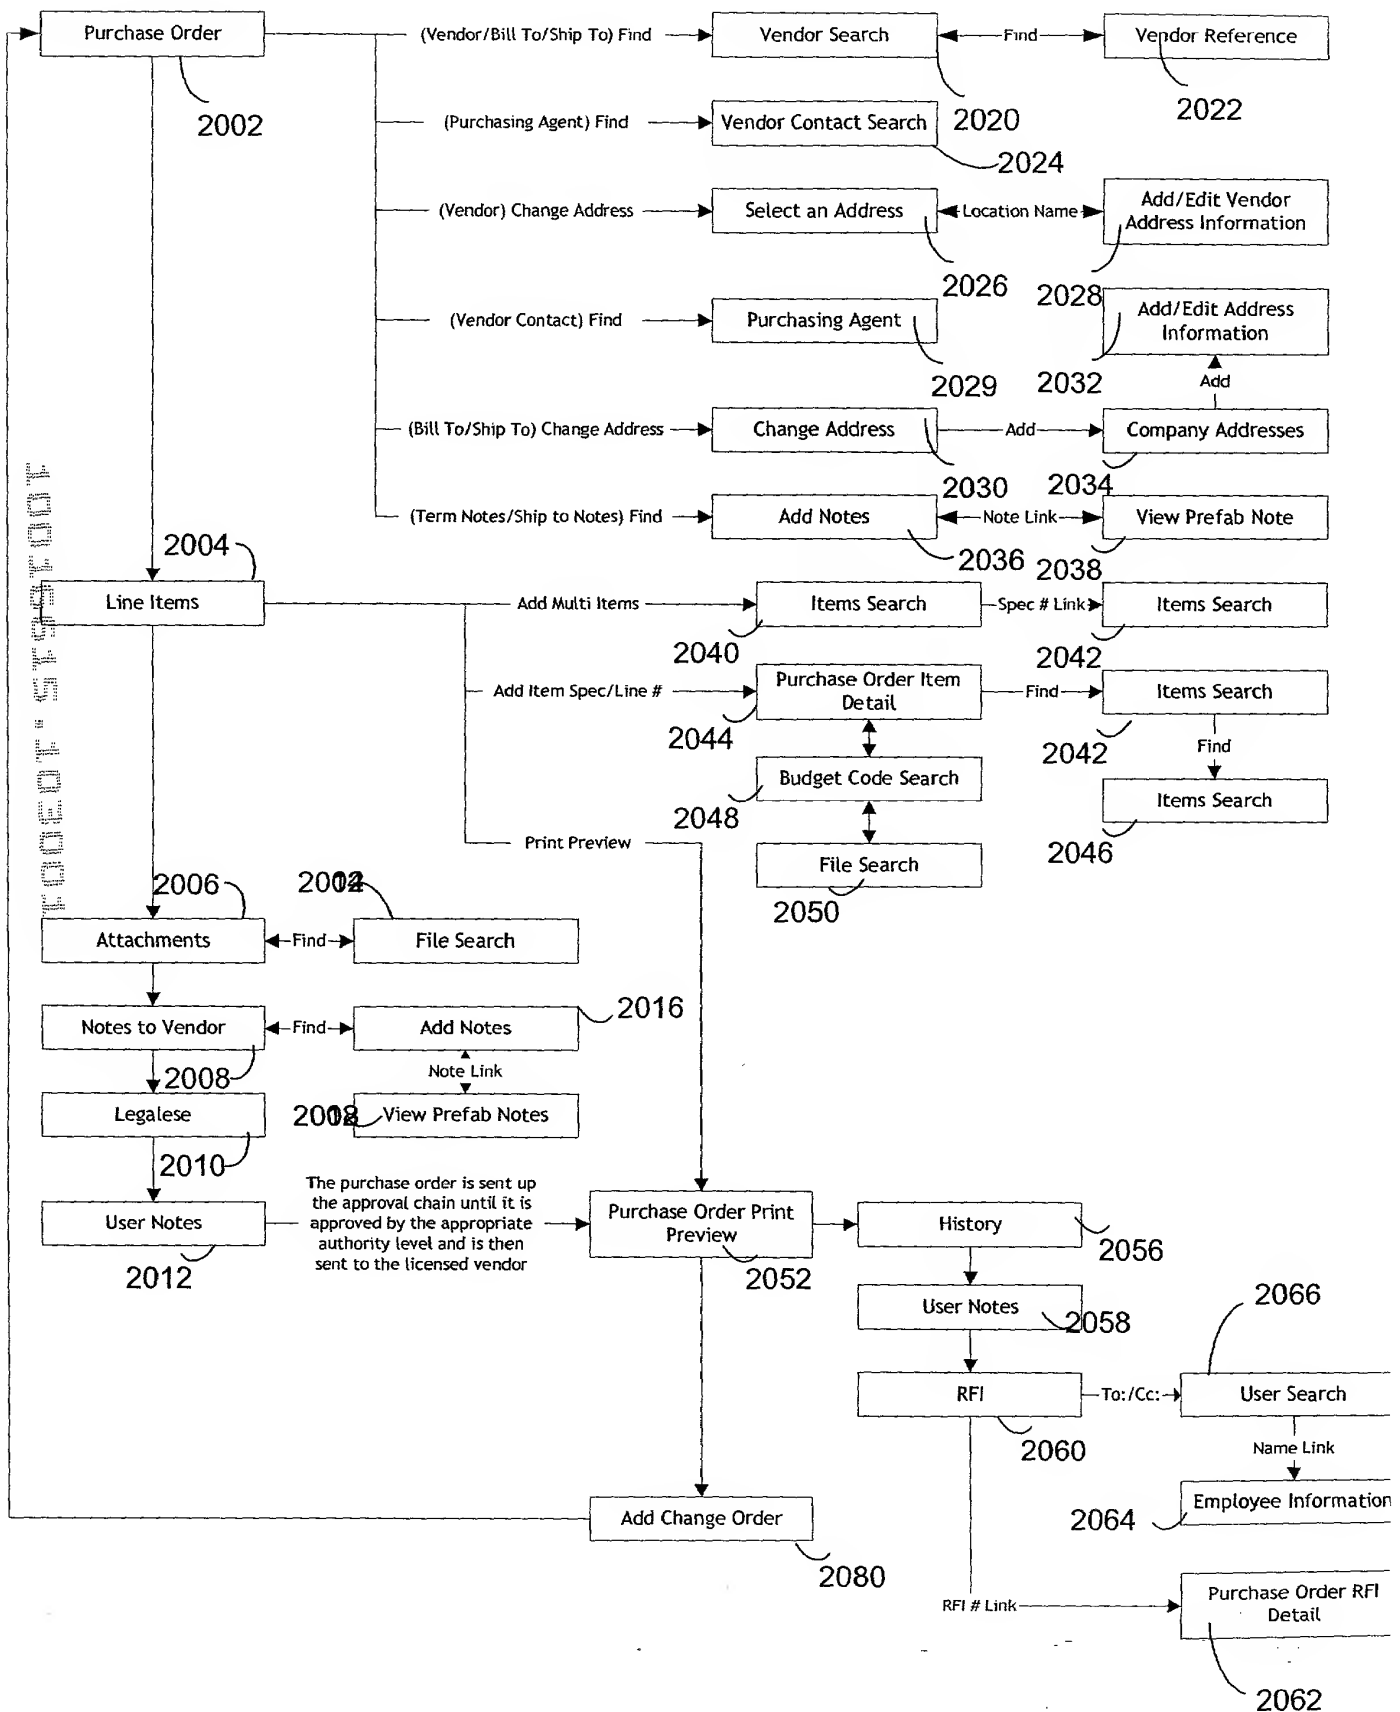 Purchase Order
(Vendor/Bill To/Ship To) Find
Vendor Search
Find
Vendor Reference
2002
2020
2022
(Purchasing Agent) Find
Vendor Contact Search
2024
(Vendor) Change Address
Select an Address
Location Name
Add/Edit Vendor
Address Information
2026
2028
(Vendor Contact) Find
Purchasing Agent
Add/Edit Address
Information
2029
2032
Add
(Bill To/Ship To) Change Address
Change Address
Add
Company Addresses
2030
2034
(Term Notes/Ship to Notes) Find
Add Notes
Note Link
View Prefab Note
2036
2038
2004
Line Items
Add Multi Items
Items Search
Spec # Link
Items Search
2040
2042
Add Item Spec/Line #
Purchase Order Item
Detail
Find
Items Search
2044
2042
Find
Budget Code Search
Items Search
2048
2046
Print Preview
File Search
2050
2006
Attachments
Find
File Search
Notes to Vendor
Find
Add Notes
2016
2008
Note Link
Legalese
View Prefab Notes
2010
The purchase order is sent up
the approval chain until it is
approved by the appropriate
authority level and is then
sent to the licensed vendor
User Notes
2012
Purchase Order Print
Preview
2052
History
2056
User Notes
2058
2066
RFI
To:/Cc:
User Search
2060
Name Link
Employee Information
2064
Add Change Order
2080
RFI # Link
Purchase Order RFI
Detail
2062